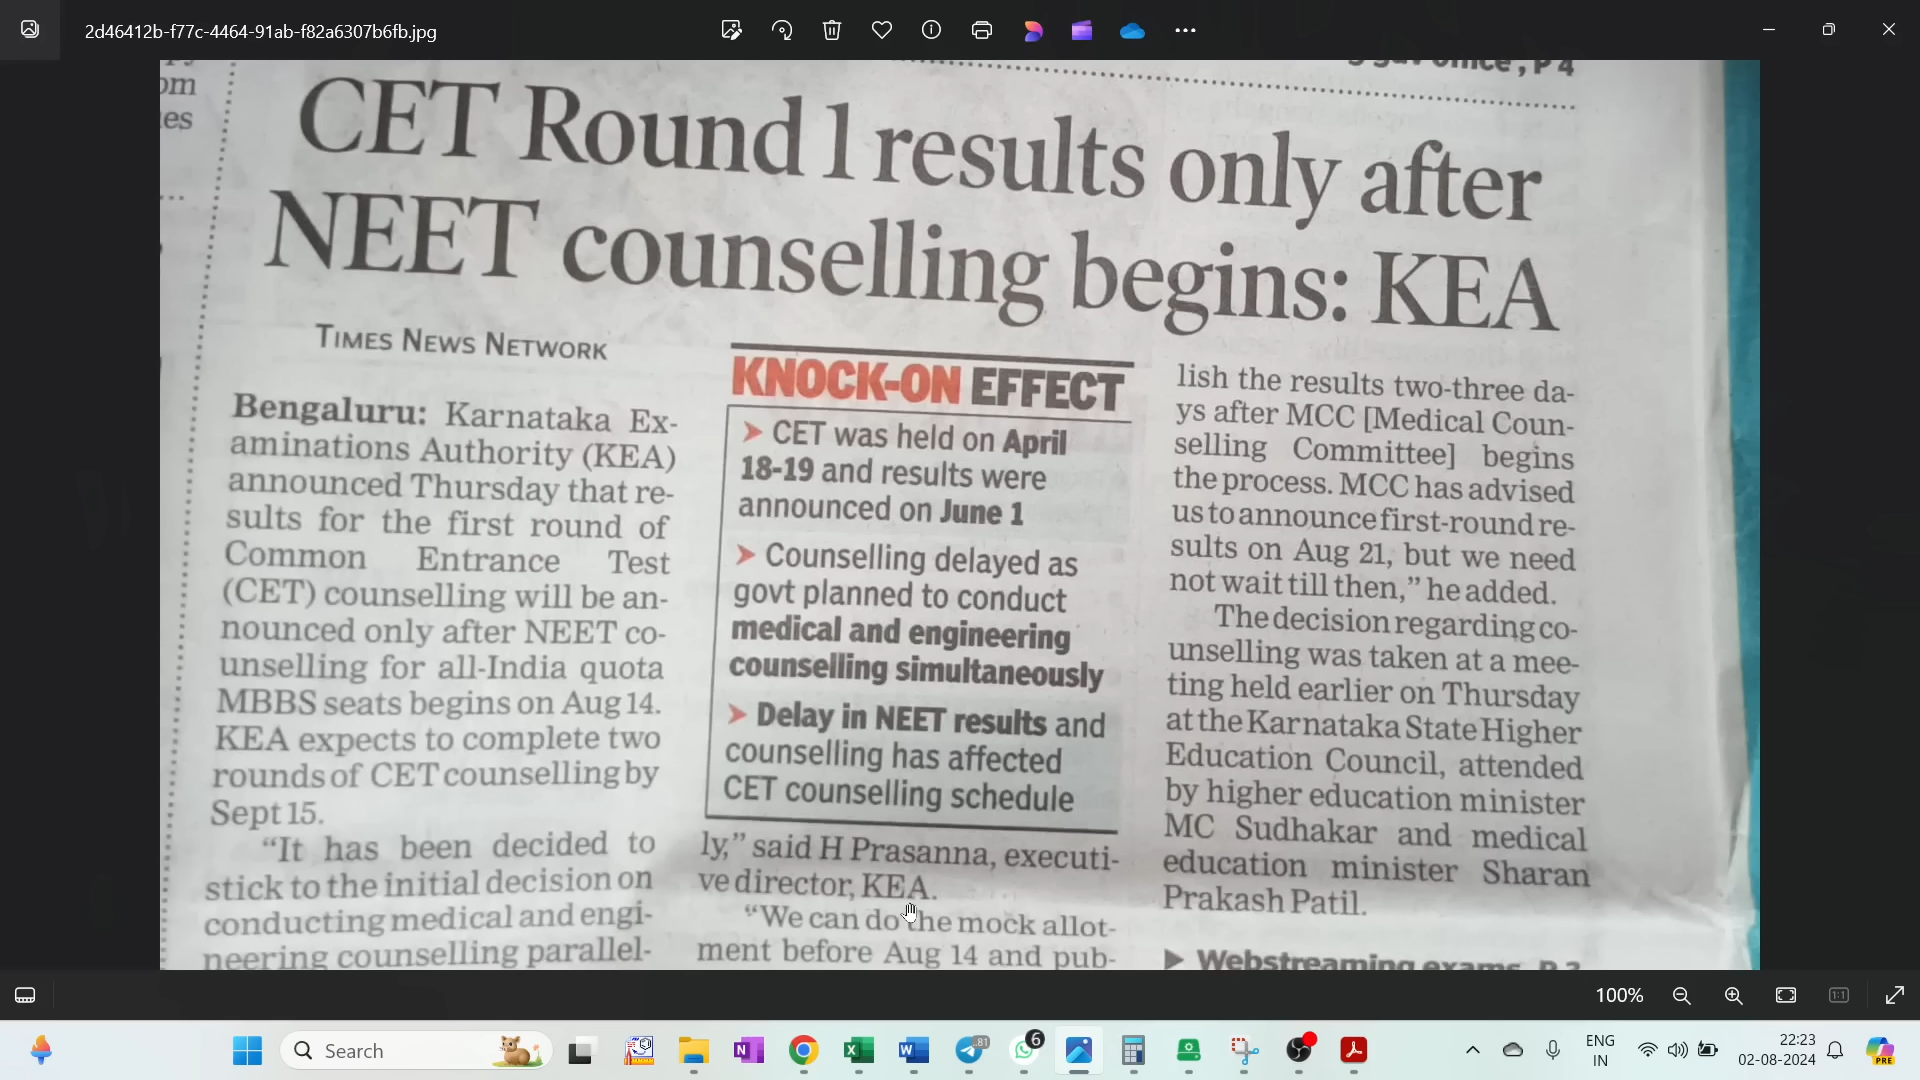 2d46412b-f77c-4464-91ab-f82a6307b6fb.jpg
om
es
office', P 4
CET Round 1 results only after
NEET counselling begins: KEA
TIMES NEWS NETWORK
Bengaluru: Karnataka Ex-
aminations Authority (KEA)
announced Thursday that re-
sults for the first round of
Common Entrance Test
(CET) counselling will be an-
nounced only after NEET co-
unselling for all-India quota
MBBS seats begins on Aug 14.
KEA expects to complete two
rounds of CET counselling by
Sept 15.
"It has been decided to
stick to the initial decision on
conducting medical and engi-
neering counselling parallel-
KNOCK-ON EFFECT
➤ CET was held on April
18-19 and results were
announced on June 1
➤ Counselling delayed as
govt planned to conduct
medical and engineering
counselling simultaneously
➤ Delay in NEET results and
counselling has affected
CET counselling schedule
ly," said H Prasanna, executi-
ve director, KEA.
"We can do the mock allot-
ment before Aug 14 and pub-
lish the results two-three da-
ys after MCC [Medical Coun-
selling Committee] begins
the process. MCC has advised
us to announce first-round re-
sults on Aug 21, but we need
not wait till then," he added.
The decision regarding co-
unselling was taken at a mee-
ting held earlier on Thursday
at the Karnataka State Higher
Education Council, attended
by higher education minister
MC Sudhakar and medical
education minister Sharan
Prakash Patil.
▶ Webstreaming exams, P 3
100%
1:1
Search
81
6
ENG
IN
22:23
02-08-2024
PRE